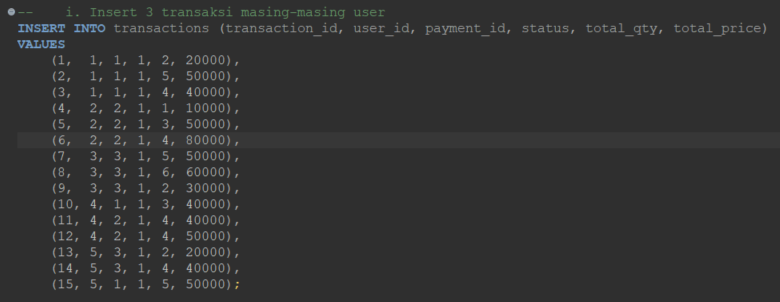 --    i. Insert 3 transaksi masing-masing user
INSERT INTO transactions (transaction_id, user_id, payment_id, status, total_qty, total_price)
VALUES
(1,  1, 1, 1, 2, 20000),
(2,  1, 1, 1, 5, 50000),
(3,  1, 1, 1, 4, 40000),
(4,  2, 2, 1, 1, 10000),
(5,  2, 2, 1, 3, 50000),
(6,  2, 2, 1, 4, 80000),
(7,  3, 3, 1, 5, 50000),
(8,  3, 3, 1, 6, 60000),
(9,  3, 3, 1, 2, 30000),
(10, 4, 1, 1, 3, 40000),
(11, 4, 2, 1, 4, 40000),
(12, 4, 2, 1, 4, 50000),
(13, 5, 3, 1, 2, 20000),
(14, 5, 3, 1, 4, 40000),
(15, 5, 1, 1, 5, 50000);